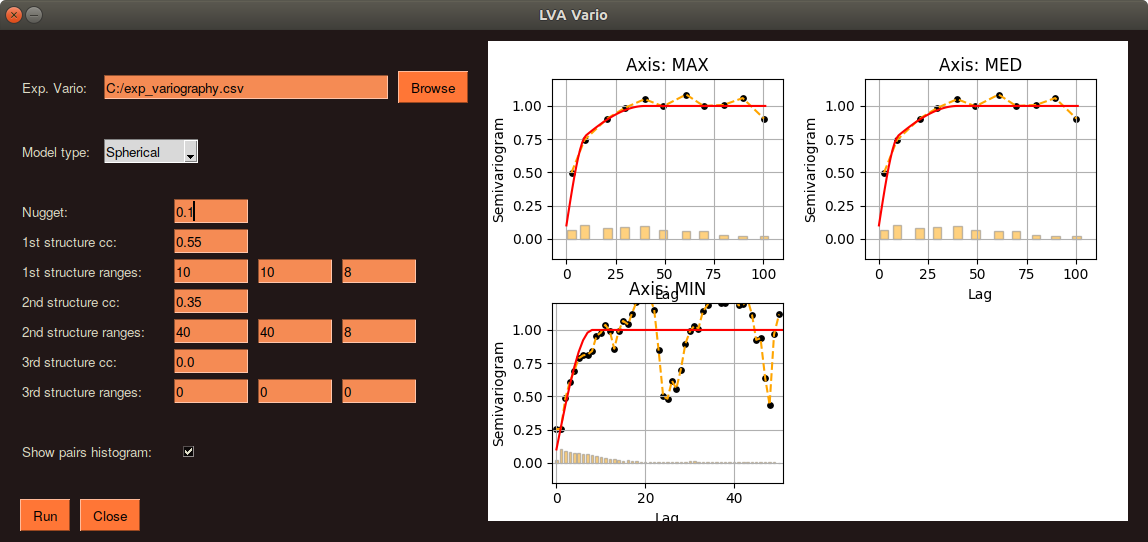 LVA Vario
Exp. Vario: C:/exp_variography.csv Browse
Model type: Spherical
Nugget: 0.1
1st structure cc: 0.55
1st structure ranges: 10 10 8
2nd structure cc: 0.35
2nd structure ranges: 40 40 8
3rd structure cc: 0.0
3rd structure ranges: 0 0 0
Show pairs histogram:
Run Close
Axis: MAX
1.00
0.75
0.50
0.25
0.00
Semivariogram
0 25 50 75 100
Lag
Axis: MED
1.00
0.75
0.50
0.25
0.00
Semivariogram
0 25 50 75 100
Lag
Axis: MIN
1.00
0.75
0.50
0.25
0.00
Semivariogram
0 20 40
Lag